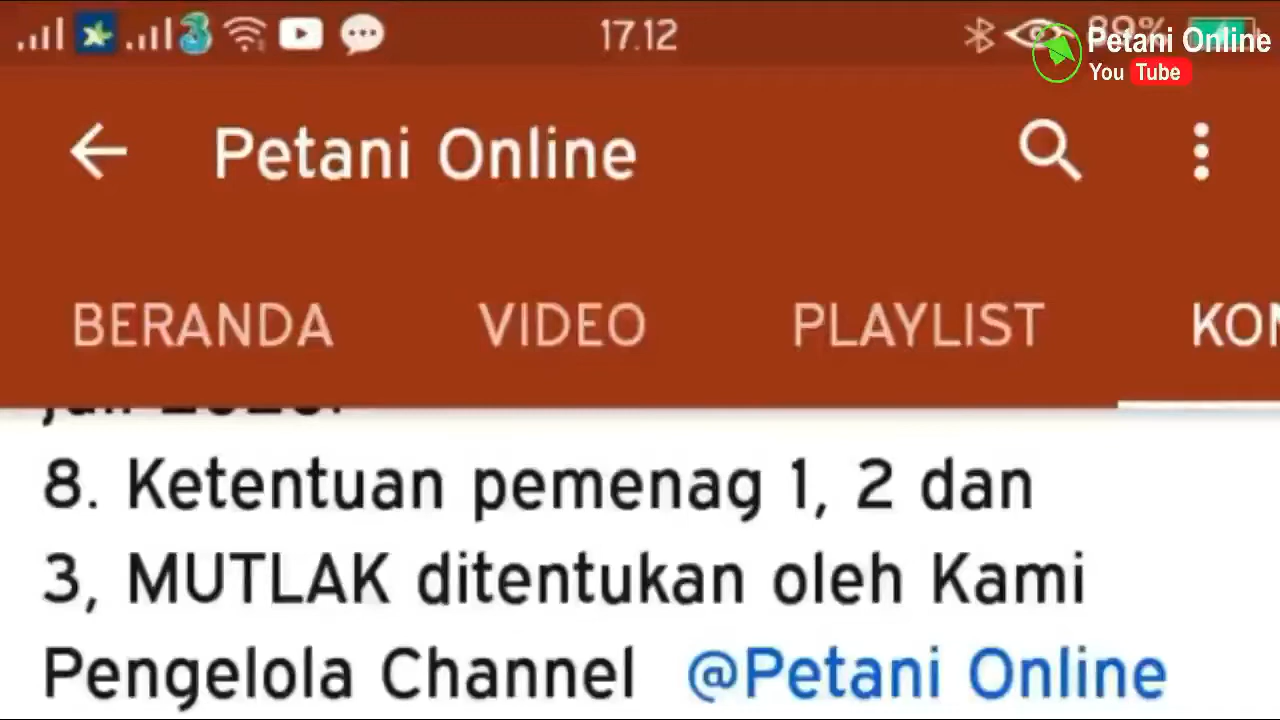 17.12
89%
Petani Online
You Tube
Petani Online
BERANDA VIDEO PLAYLIST
8. Ketentuan pemenag 1, 2 dan
3, MUTLAK ditentukan oleh Kami
Pengelola Channel @Petani Online